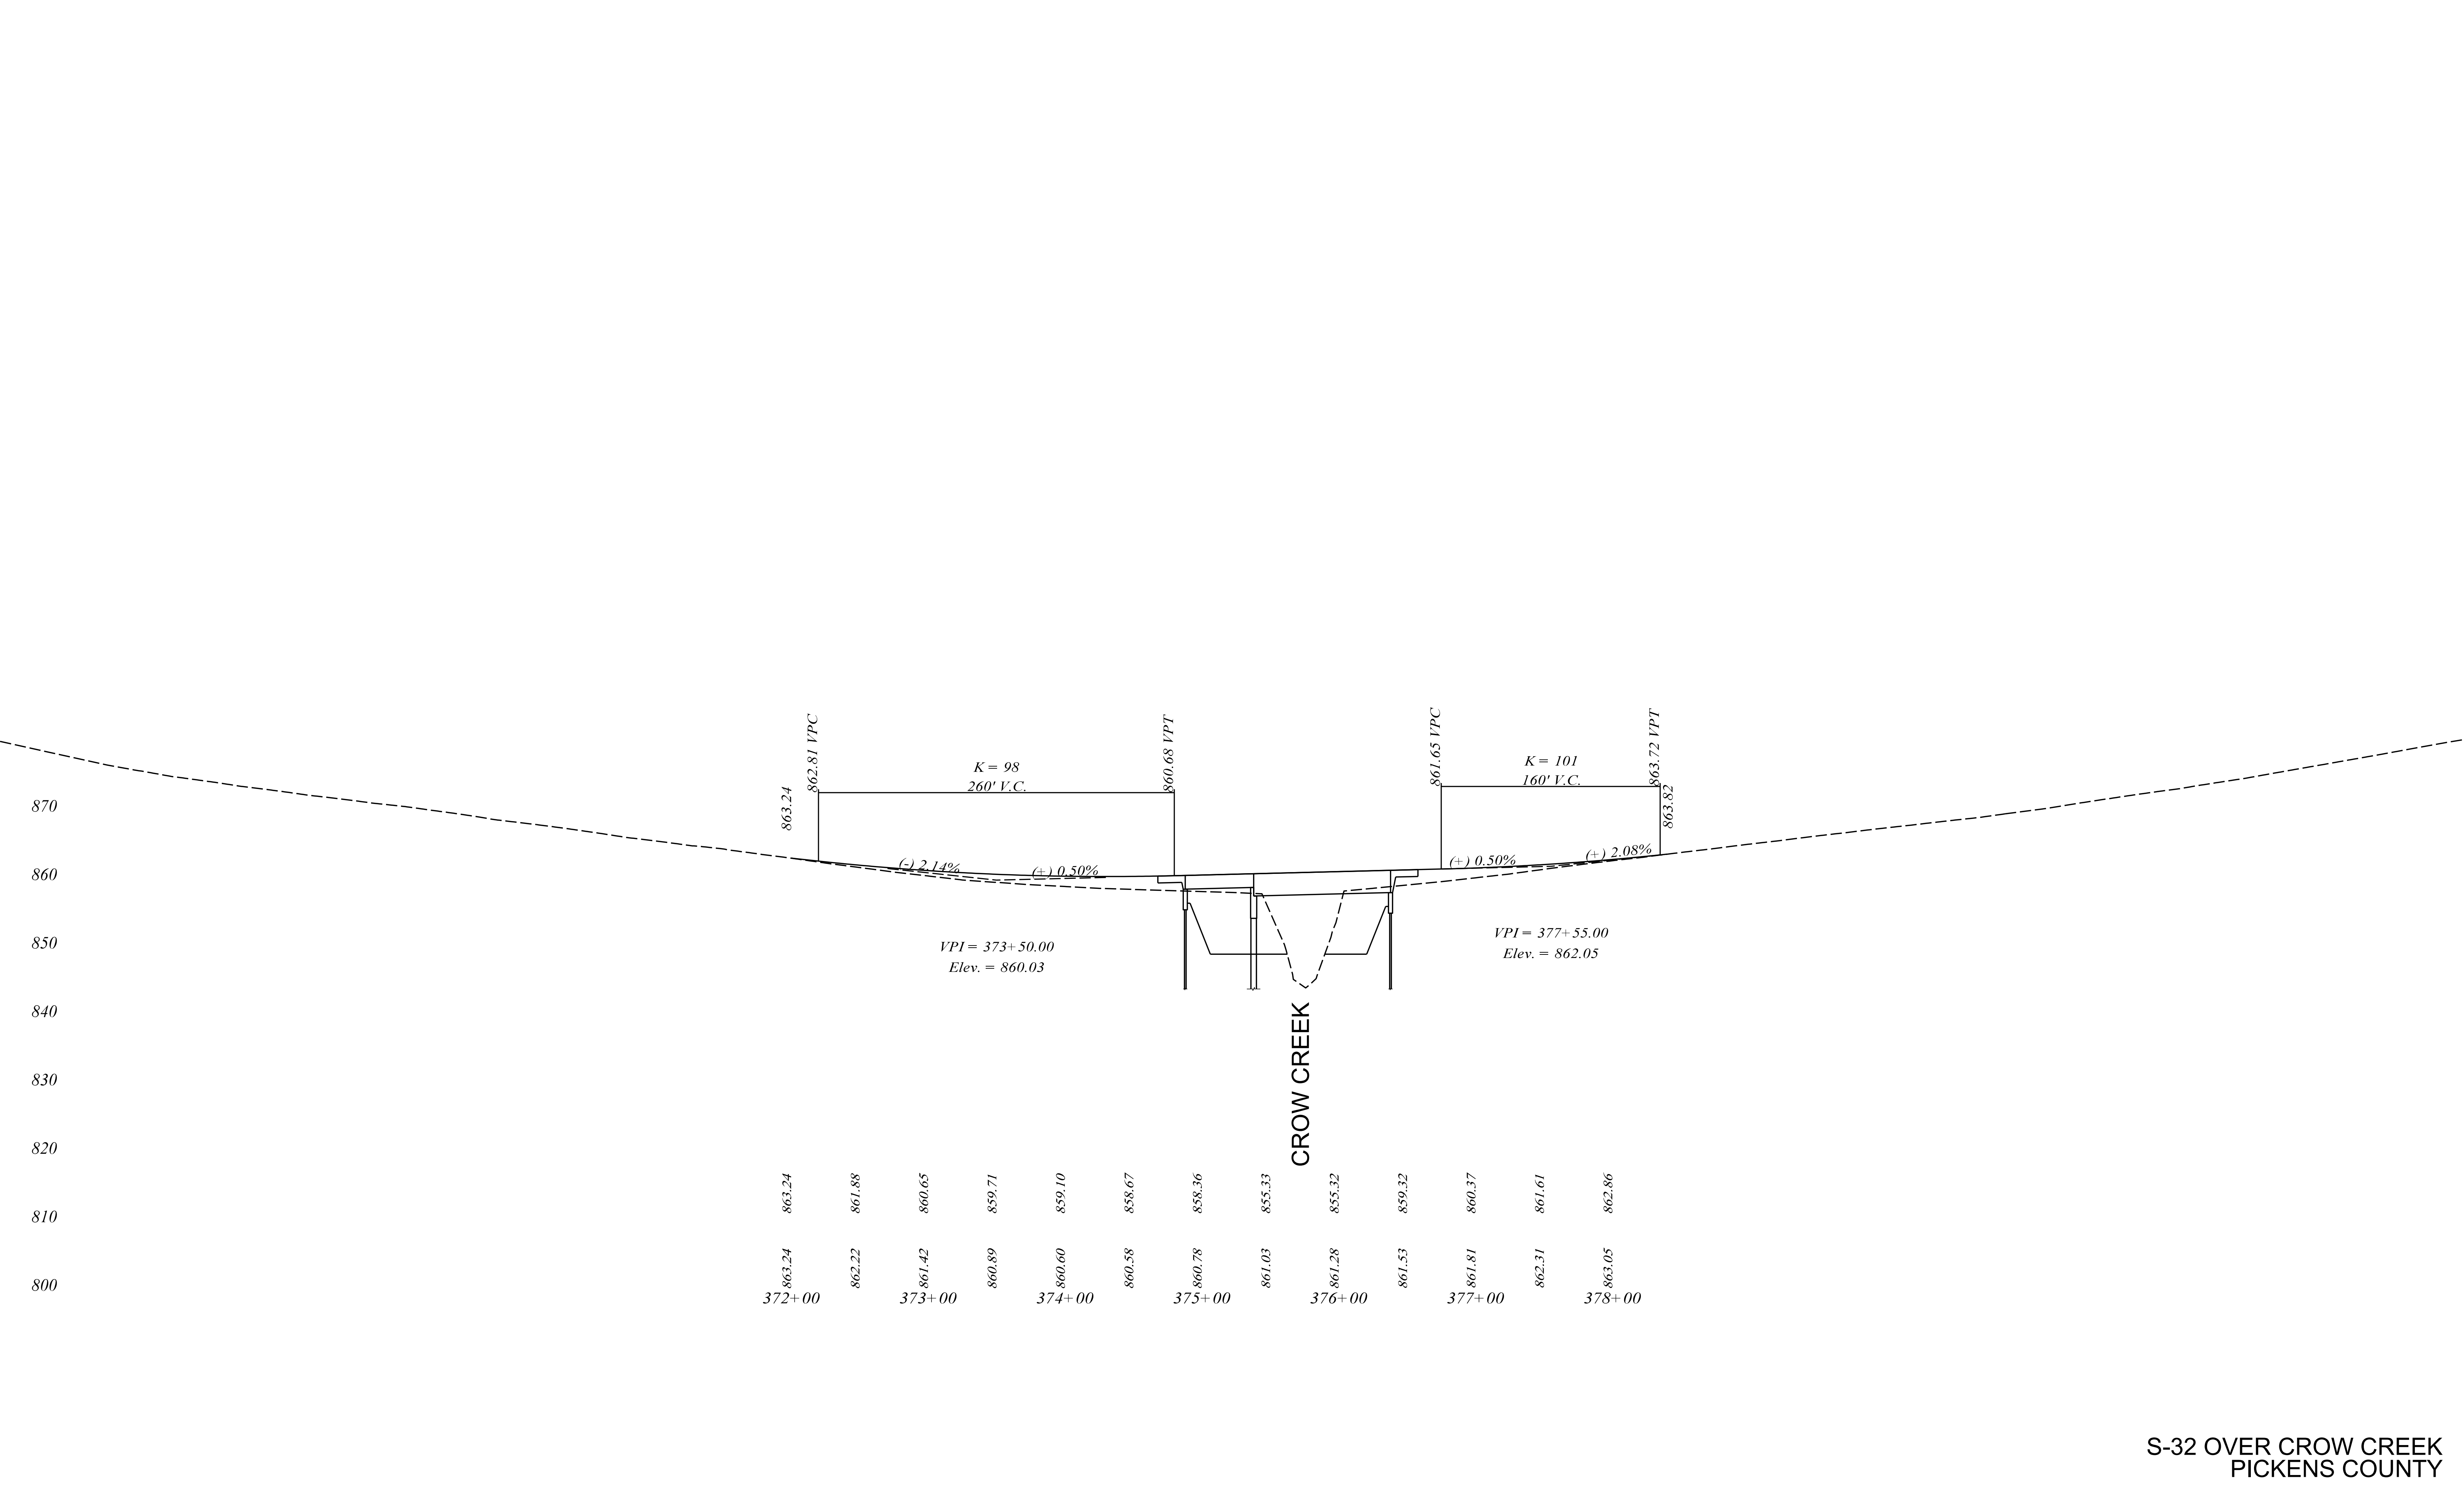 862.81 VPC
860.68 VPT
861.65 VPC
863.72 VPT
K = 98
260' V.C.
K = 101
160' V.C.
863.24
863.82
870
860
850
840
830
820
810
800
(-) 2.14%
(+) 0.50%
(+) 0.50%
(+) 2.08%
VPI = 373+50.00
Elev. = 860.03
VPI = 377+55.00
Elev. = 862.05
CROW CREEK
863.24 861.88 860.65 859.71 859.10 858.67 858.36 855.33 855.32 859.32 860.37 861.61 862.86
863.24 862.22 861.42 860.89 860.60 860.58 860.78 861.03 861.28 861.53 861.81 862.31 863.05
372+00 373+00 374+00 375+00 376+00 377+00 378+00
S-32 OVER CROW CREEK
PICKENS COUNTY